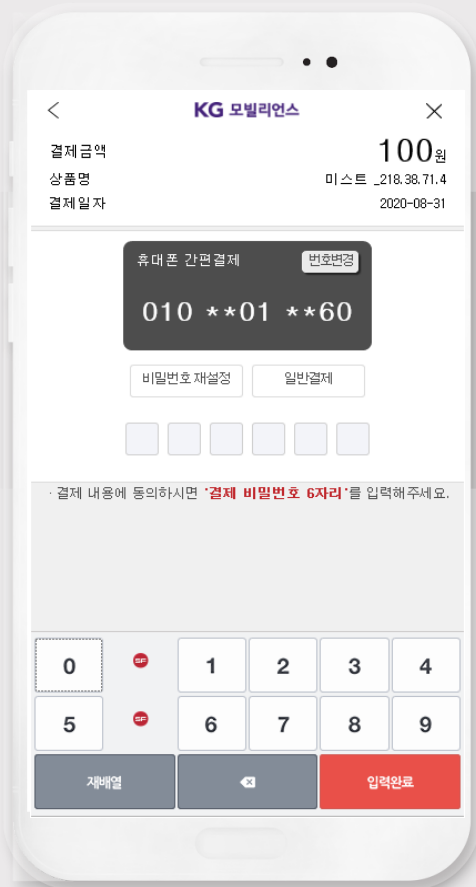 KG 모빌리언스
결제금액 100원
상품명 미스트 _218.38.71.4
결제일자 2020-08-31
휴대폰 간편결제 번호변경
010 **01 **60
비밀번호 재설정 일반결제
· 결제 내용에 동의하시면 '결제 비밀번호 6자리'를 입력해주세요.
0 SF 1 2 3 4
5 SF 6 7 8 9
재배열 입력완료